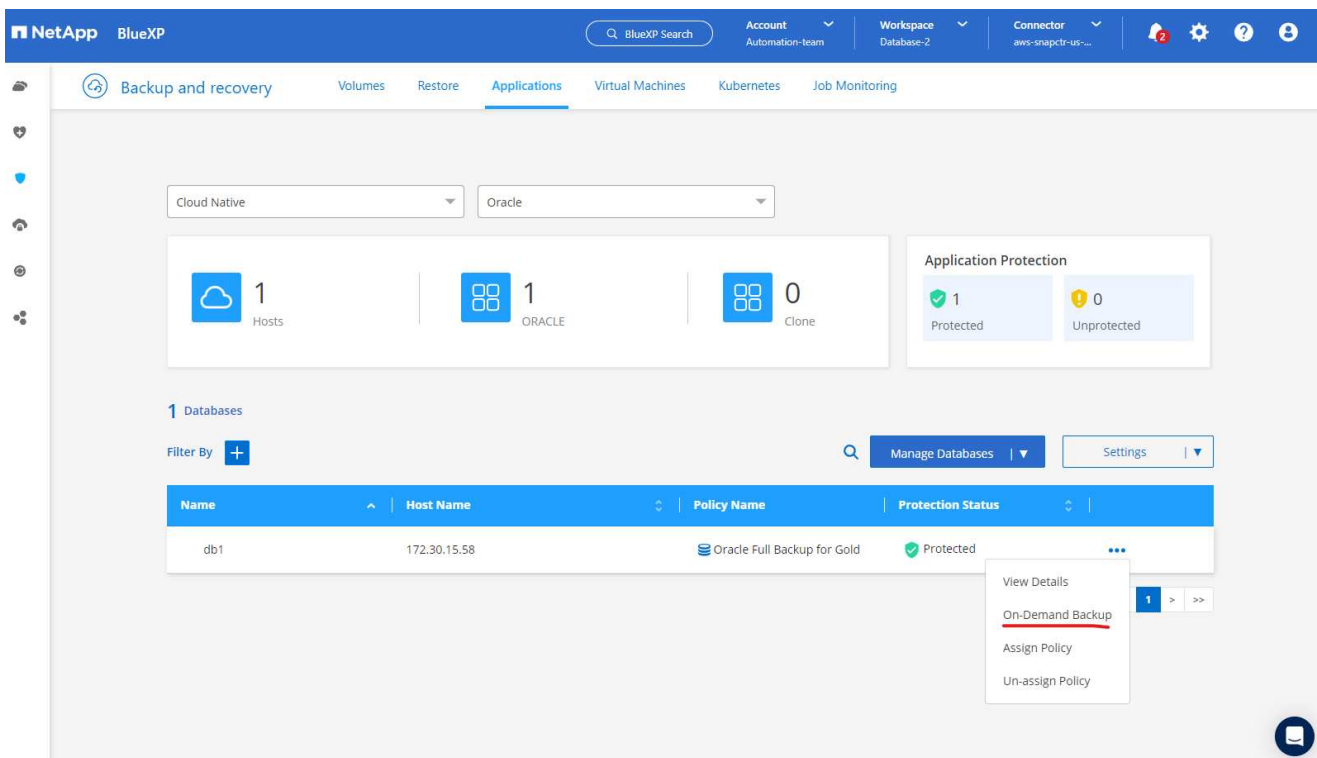 NetApp BlueXP
BlueXP Search
Account
Automation-team
Workspace
Database-2
Connector
aws-snapctr-us-...
2
Backup and recovery
Volumes Restore Applications Virtual Machines Kubernetes Job Monitoring
Cloud Native
Oracle
1
Hosts
1
ORACLE
0
Clone
Application Protection
1
Protected
0
Unprotected
1 Databases
Filter By +
Manage Databases | ▼
Settings | ▼
Name Host Name Policy Name Protection Status
db1 172.30.15.58 Oracle Full Backup for Gold Protected ...
View Details
On-Demand Backup
Assign Policy
Un-assign Policy
1 > >>